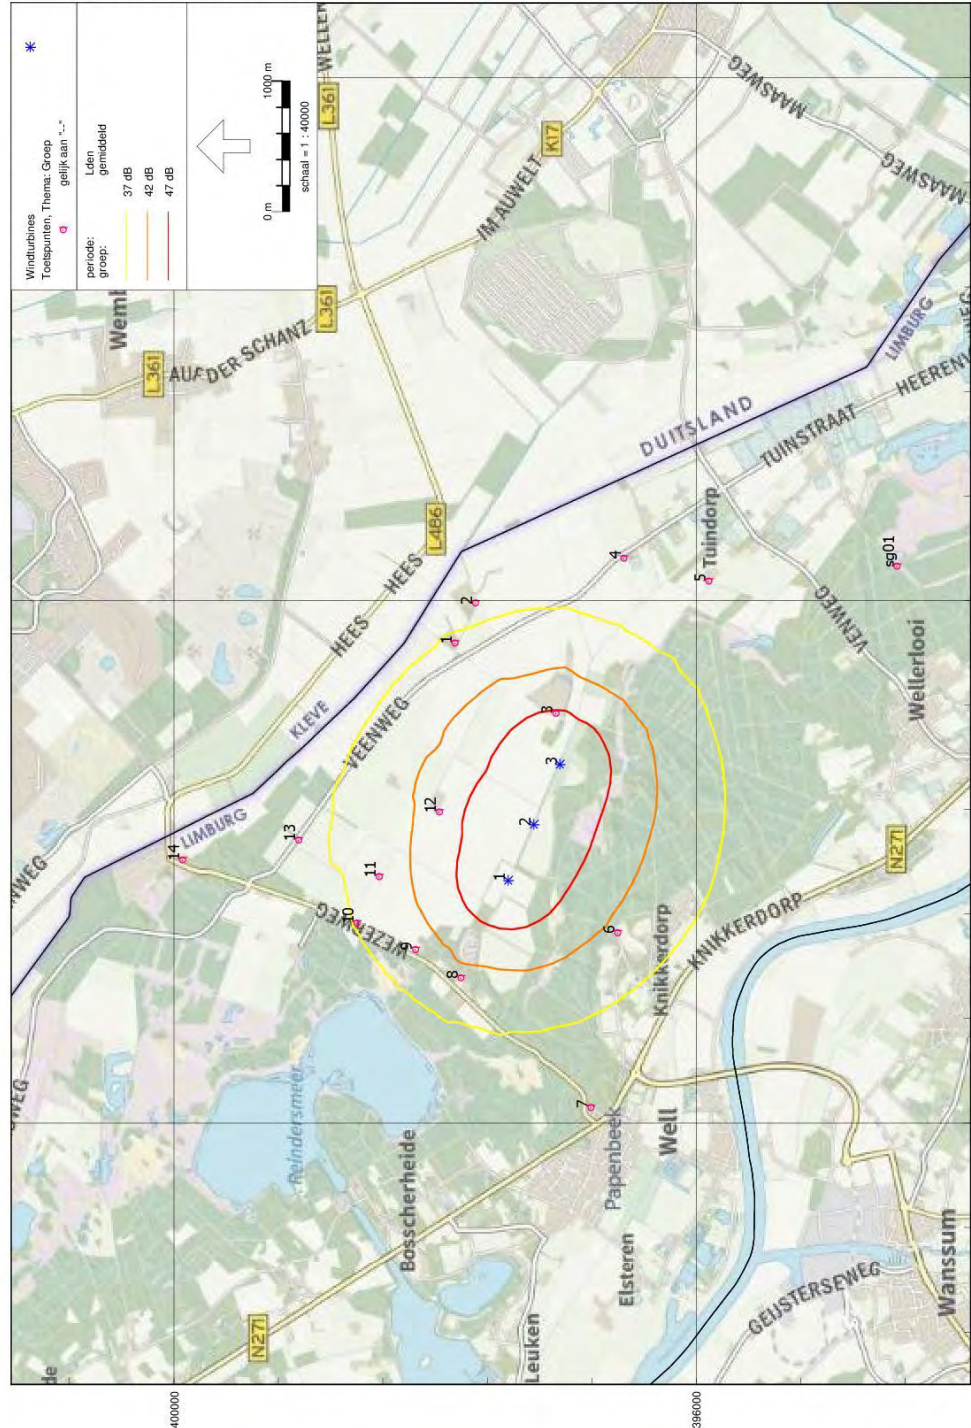 Windturbines
Toetspunten, Thema: Groep
gelijk aan "--"
periode: Lden
groep: gemiddeld
37 dB
42 dB
47 dB
0 m 1000 m
schaal = 1 : 40000
400000
396000
L361
L361
L361
L486
K17
N271
N271
AUF DER SCHANZ
IM AUWELT
MAASWEG
MAASWEG
HEES
HEES
KLEVE
LIMBURG
DUITSLAND
LIMBURG
TUINSTRAAT
VEENWEG
WEZERWEG
VENWEG
KNIKKERDORP
GEIJSTERSEWEG
Reindersmeer
Bosscherheide
Leuken
Elsteren
Papenbeek
Well
Knikkerdorp
Wellerlooi
Tuindorp
Wanssum
14
13
12
11
10
9
8
7
6
5
4
3
2
1
sg01
1
2
3